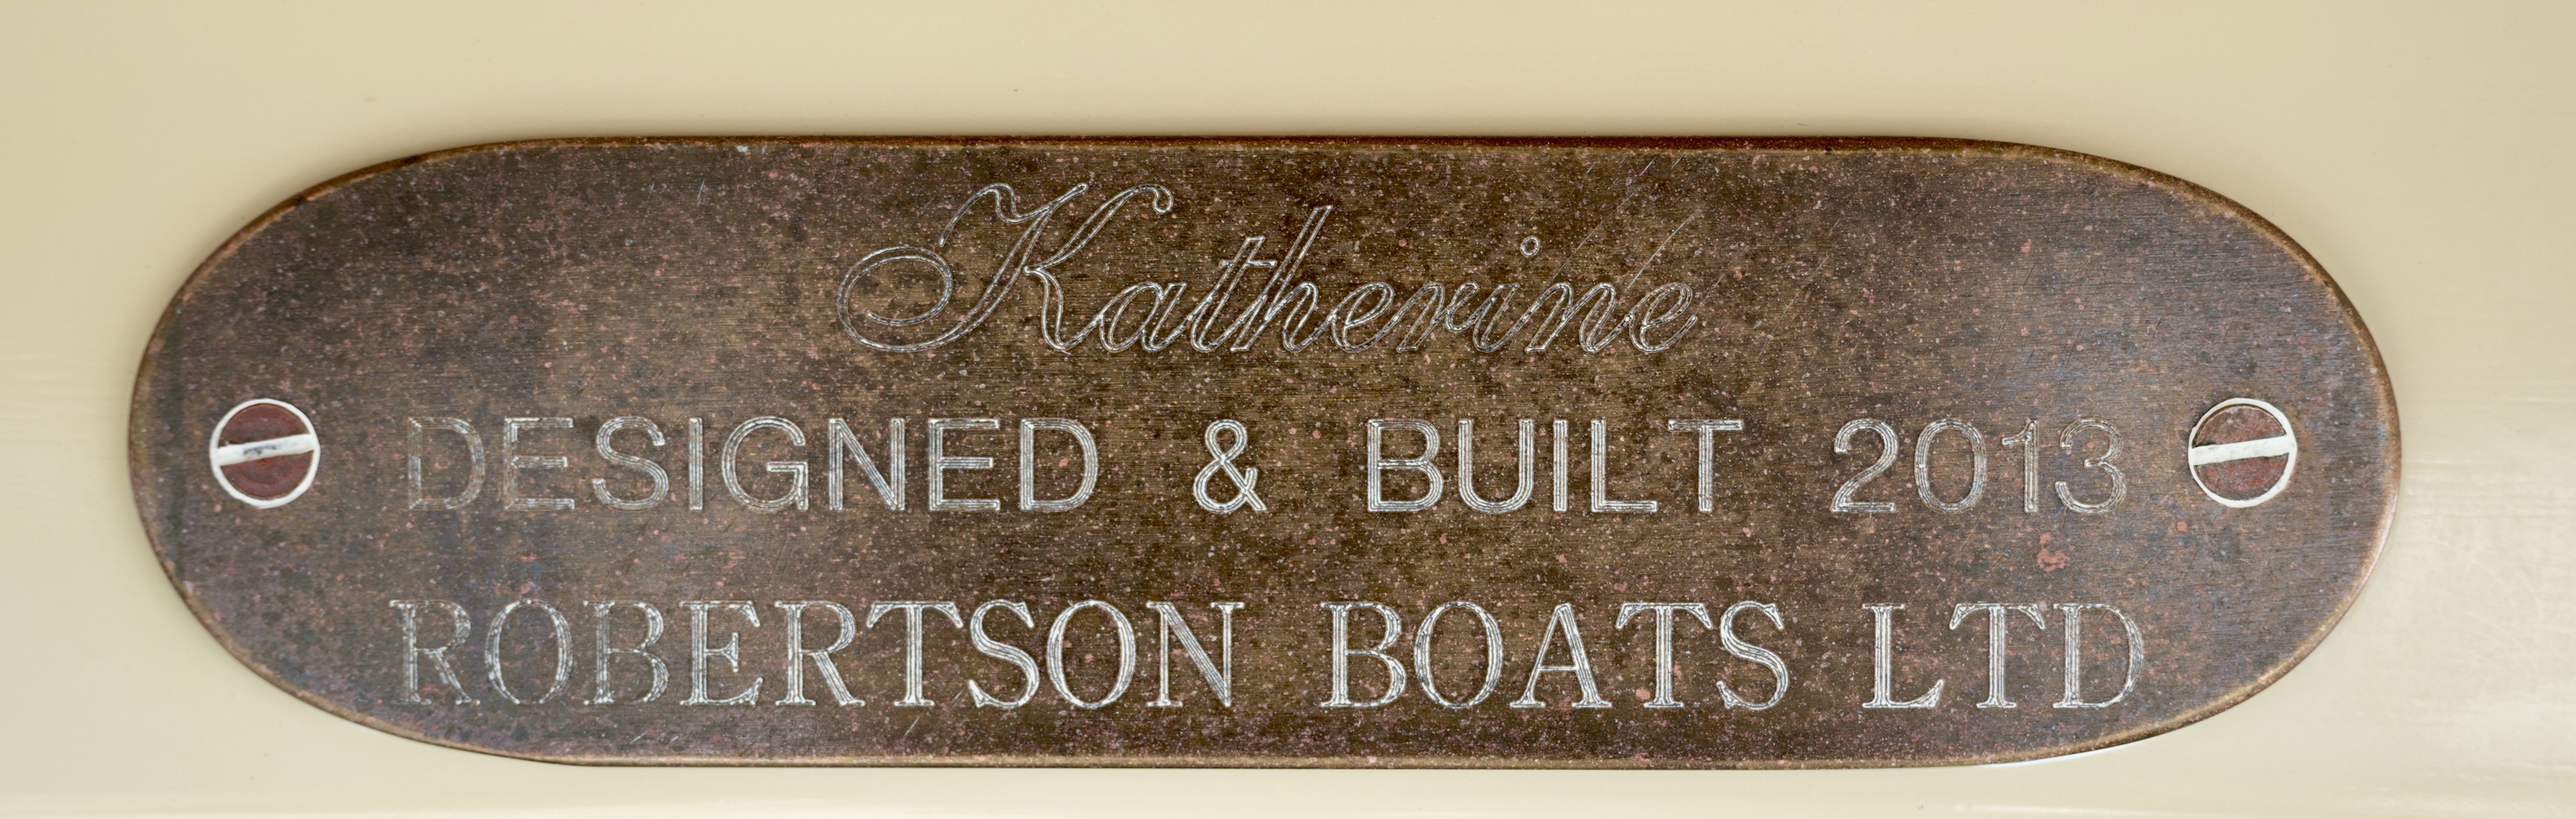 Katherine
DESIGNED & BUILT 2013
ROBERTSON BOATS LTD